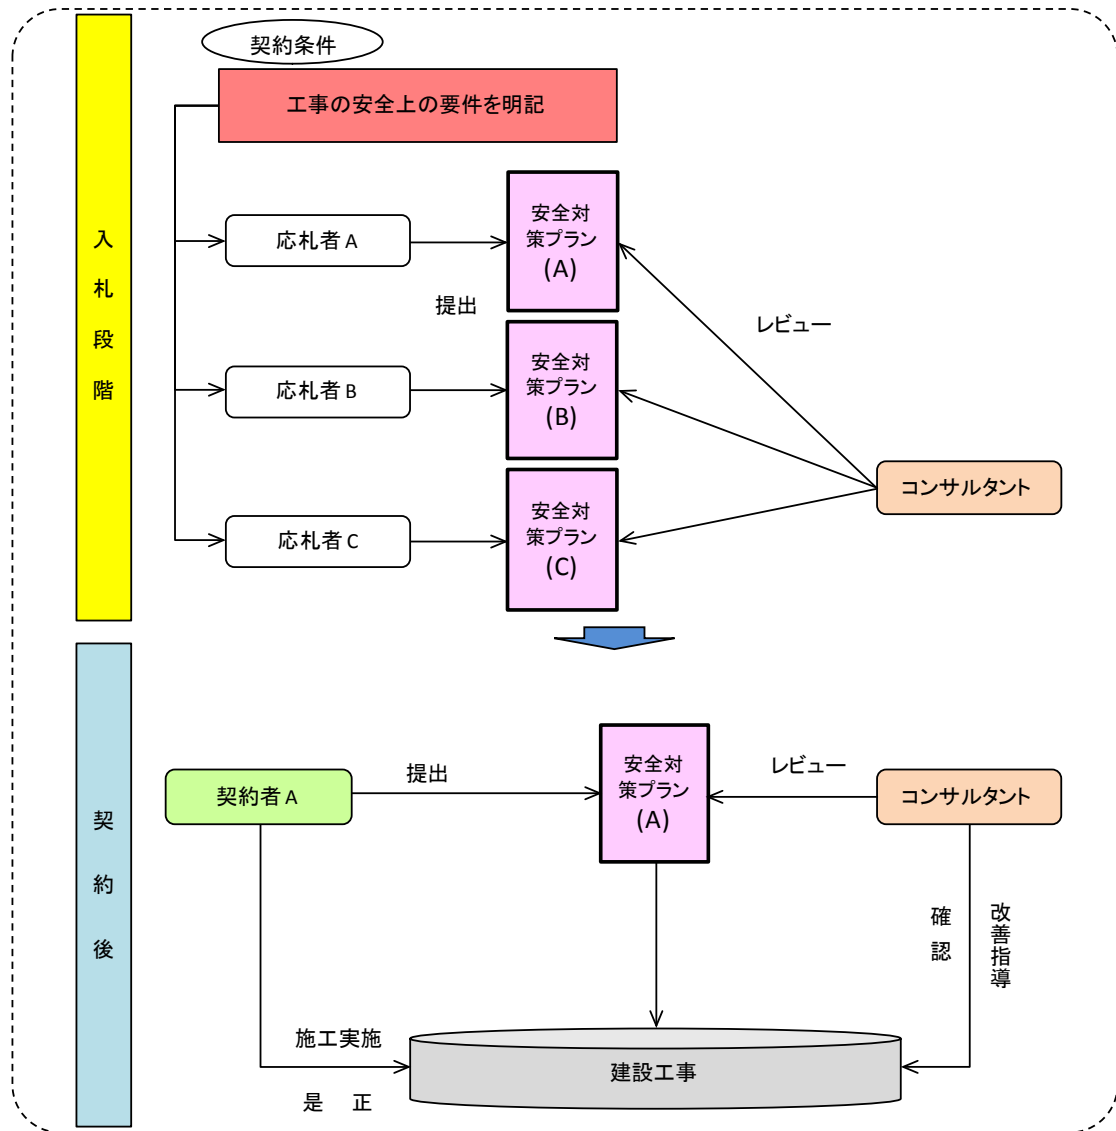 契約条件
工事の安全上の要件を明記
入札段階
応札者 A
安全対
策プラン
(A)
提出
レビュー
応札者 B
安全対
策プラン
(B)
コンサルタント
応札者 C
安全対
策プラン
(C)
契約後
契約者 A
提出
安全対
策プラン
(A)
レビュー
コンサルタント
確認
改善指導
施工実施
是 正
建設工事